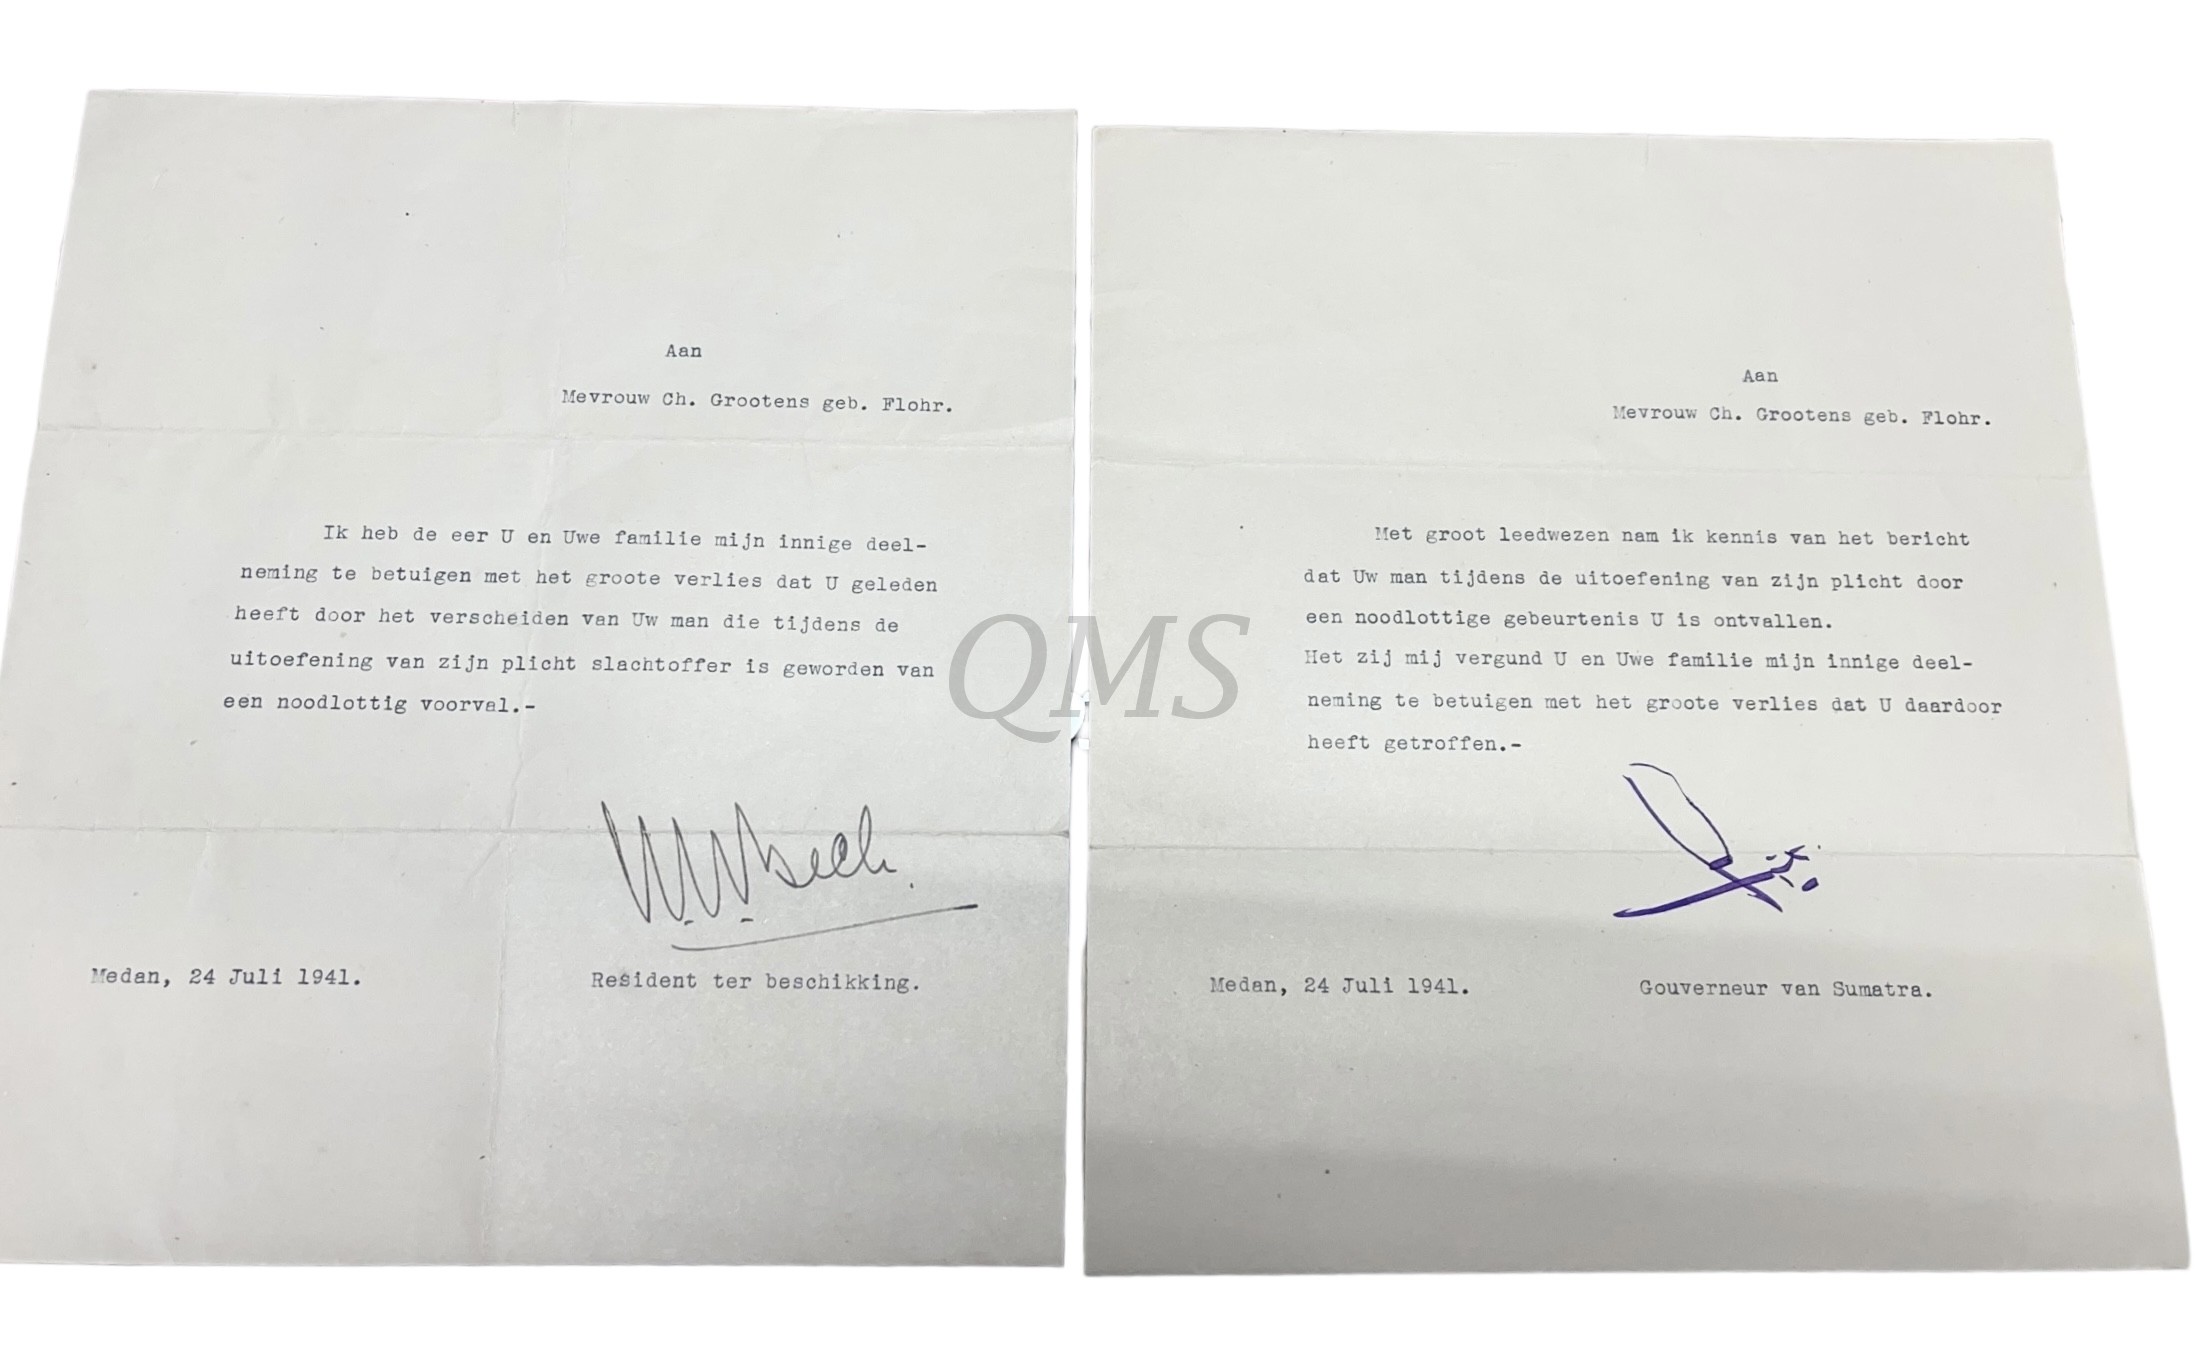 Aan
Mevrouw Ch. Grootens geb. Flohr.
Ik heb de eer U en Uwe familie mijn innige deel-
neming te betuigen met het groote verlies dat U geleden
heeft door het verscheiden van Uw man die tijdens de
uitoefening van zijn plicht slachtoffer is geworden van
een noodlottig voorval.-
Medan, 24 Juli 1941.
Resident ter beschikking.
Aan
Mevrouw Ch. Grootens geb. Flohr.
Met groot leedwezen nam ik kennis van het bericht
dat Uw man tijdens de uitoefening van zijn plicht door
een noodlottige gebeurtenis U is ontvallen.
Het zij mij vergund U en Uwe familie mijn innige deel-
neming te betuigen met het groote verlies dat U daardoor
heeft getroffen.-
Medan, 24 Juli 1941.
Gouverneur van Sumatra.
QMS